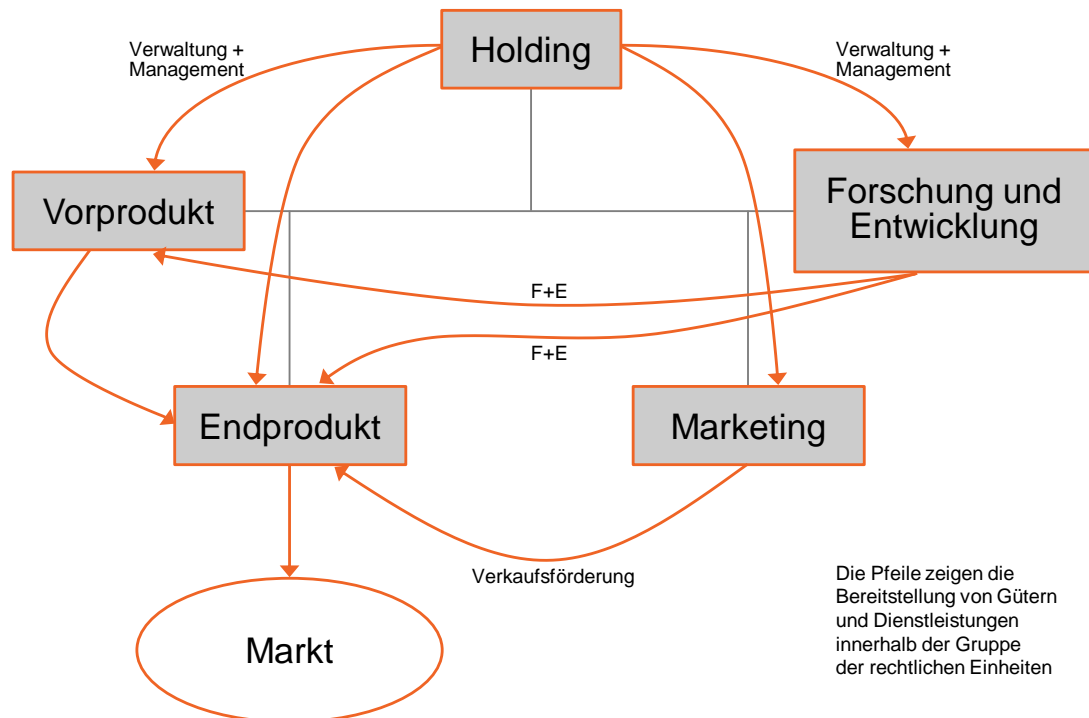 Verwaltung +
Management
Holding
Verwaltung +
Management
Vorprodukt
Forschung und
Entwicklung
F+E
F+E
Endprodukt
Marketing
Verkaufsförderung
Markt
Die Pfeile zeigen die
Bereitstellung von Gütern
und Dienstleistungen
innerhalb der Gruppe
der rechtlichen Einheiten